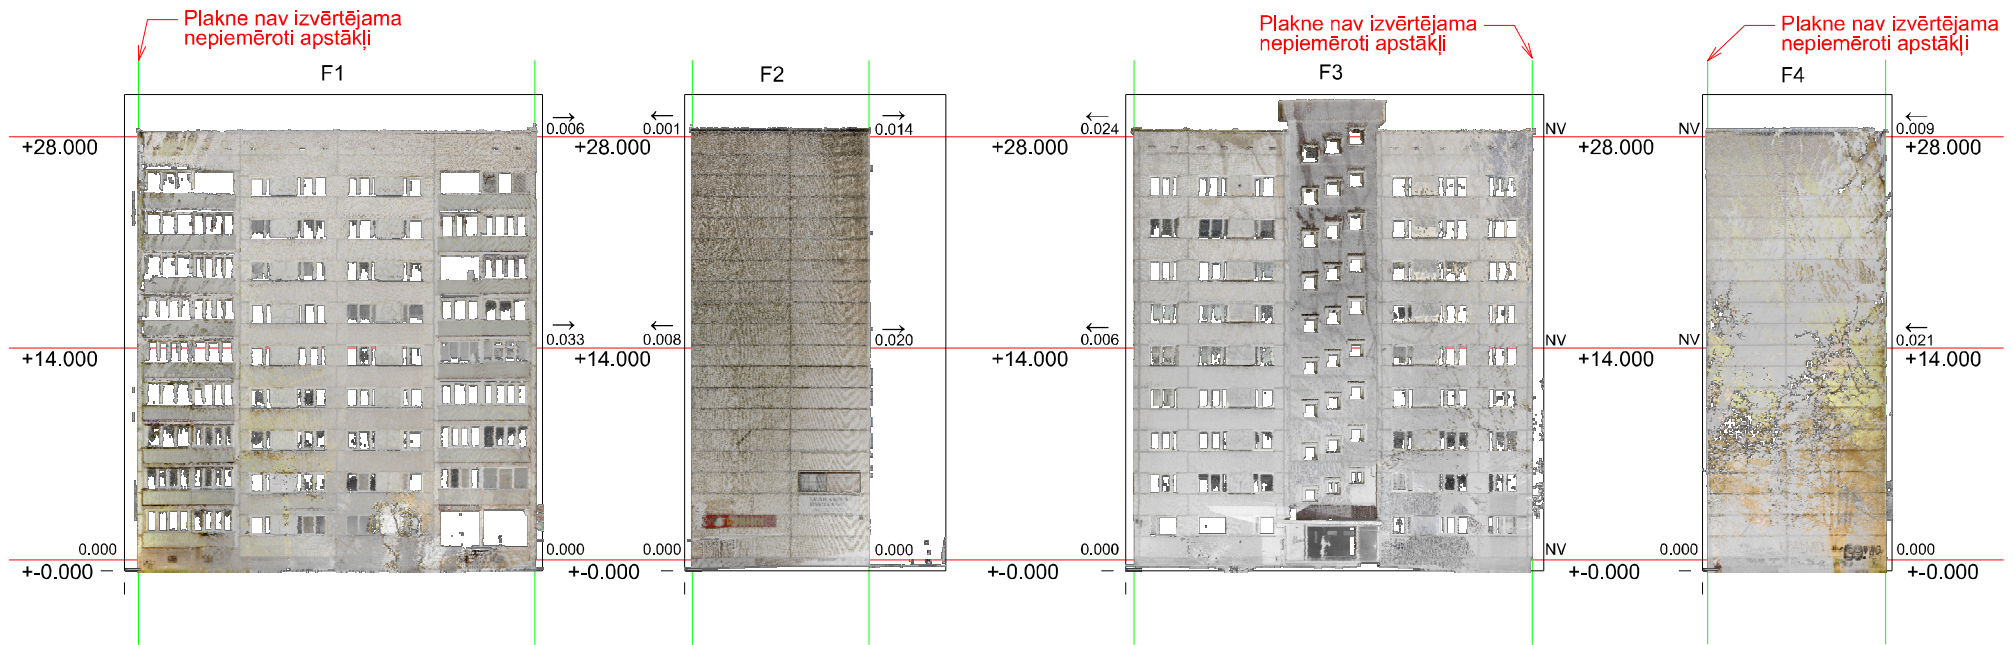 Plakne nav izvērtējama
nepiemēroti apstākļi
Plakne nav izvērtējama
nepiemēroti apstākļi
Plakne nav izvērtējama
nepiemēroti apstākļi
F1
F2
F3
F4
0.006
0.001
0.014
0.024
NV
NV
0.009
+28.000
+28.000
+28.000
+28.000
+28.000
0.033
0.008
0.020
0.006
NV
NV
0.021
+14.000
+14.000
+14.000
+14.000
+14.000
0.000
0.000
0.000
0.000
0.000
NV
0.000
0.000
+-0.000
+-0.000
+-0.000
+-0.000
+-0.000